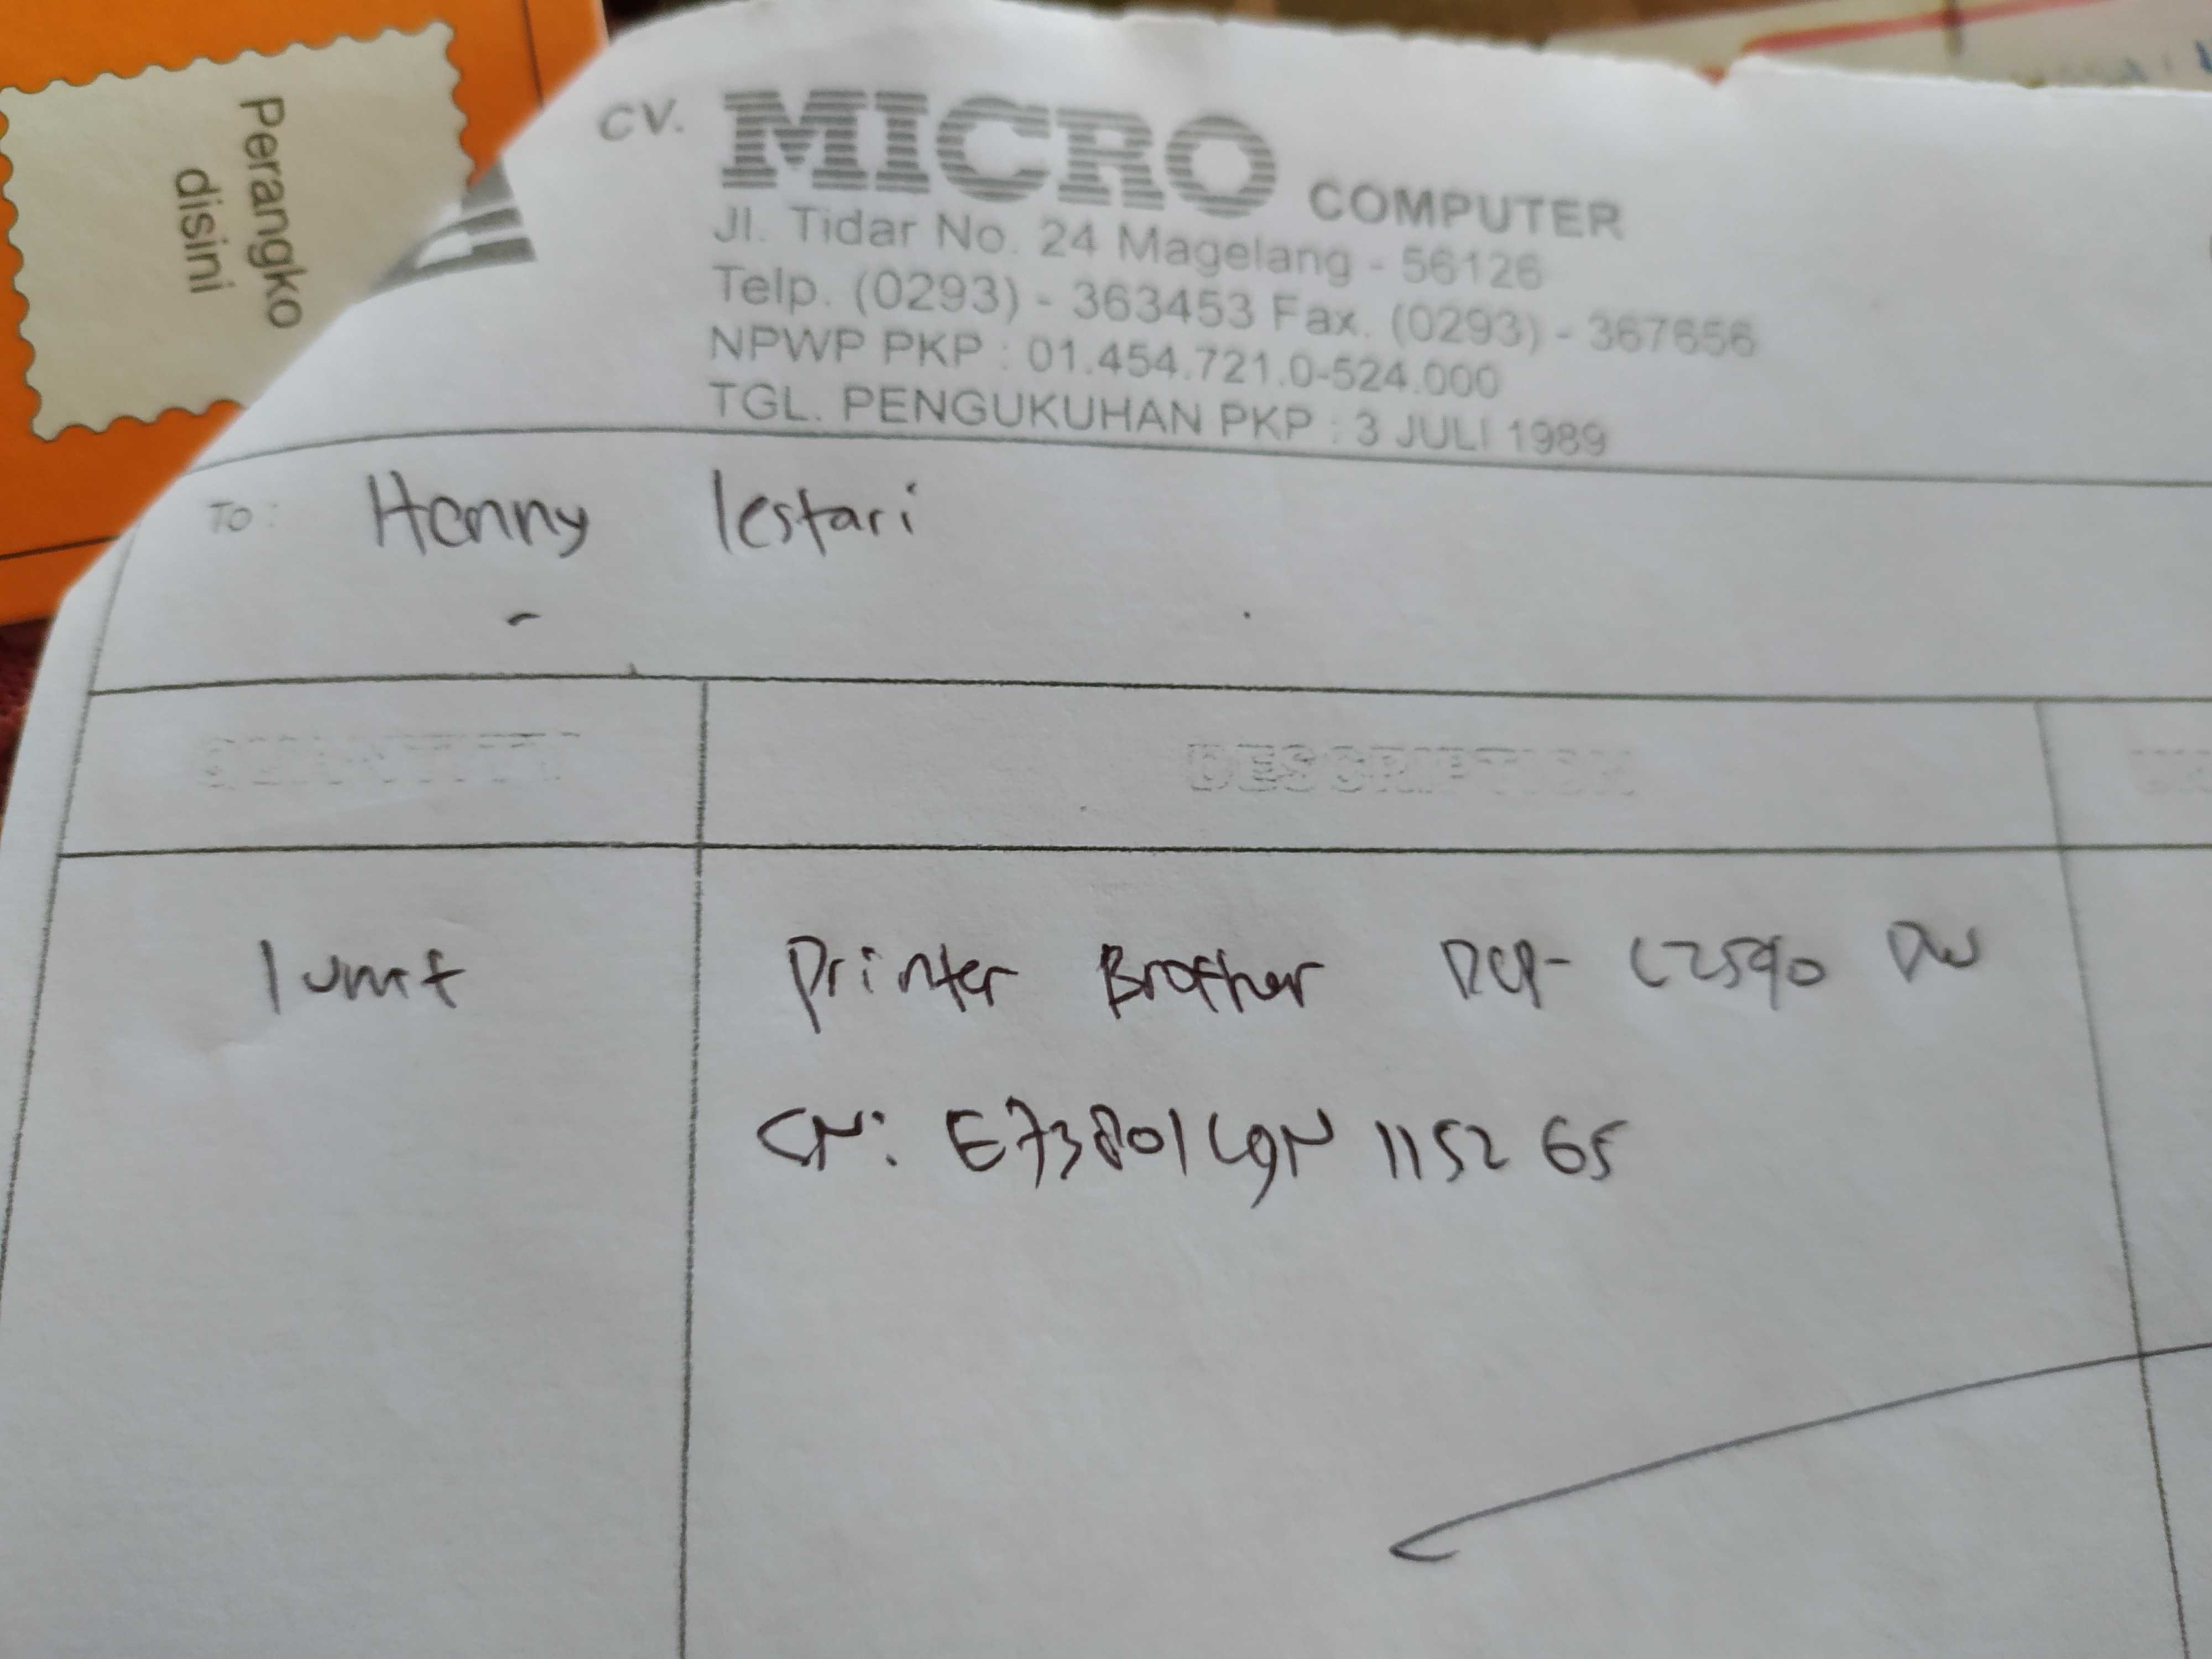 Perangko
disini
CV. MICRO COMPUTER
Jl. Tidar No. 24 Magelang - 56126
Telp. (0293) - 363453 Fax. (0293) - 367656
NPWP PKP : 01.454.721.0-524.000
TGL. PENGUKUHAN PKP : 3 JULI 1989
To: Henny lestari
QUANTITY DESCRIPTION
1 unit Printer Brother DCP- L2540 DW
SN: E73801L9N115265